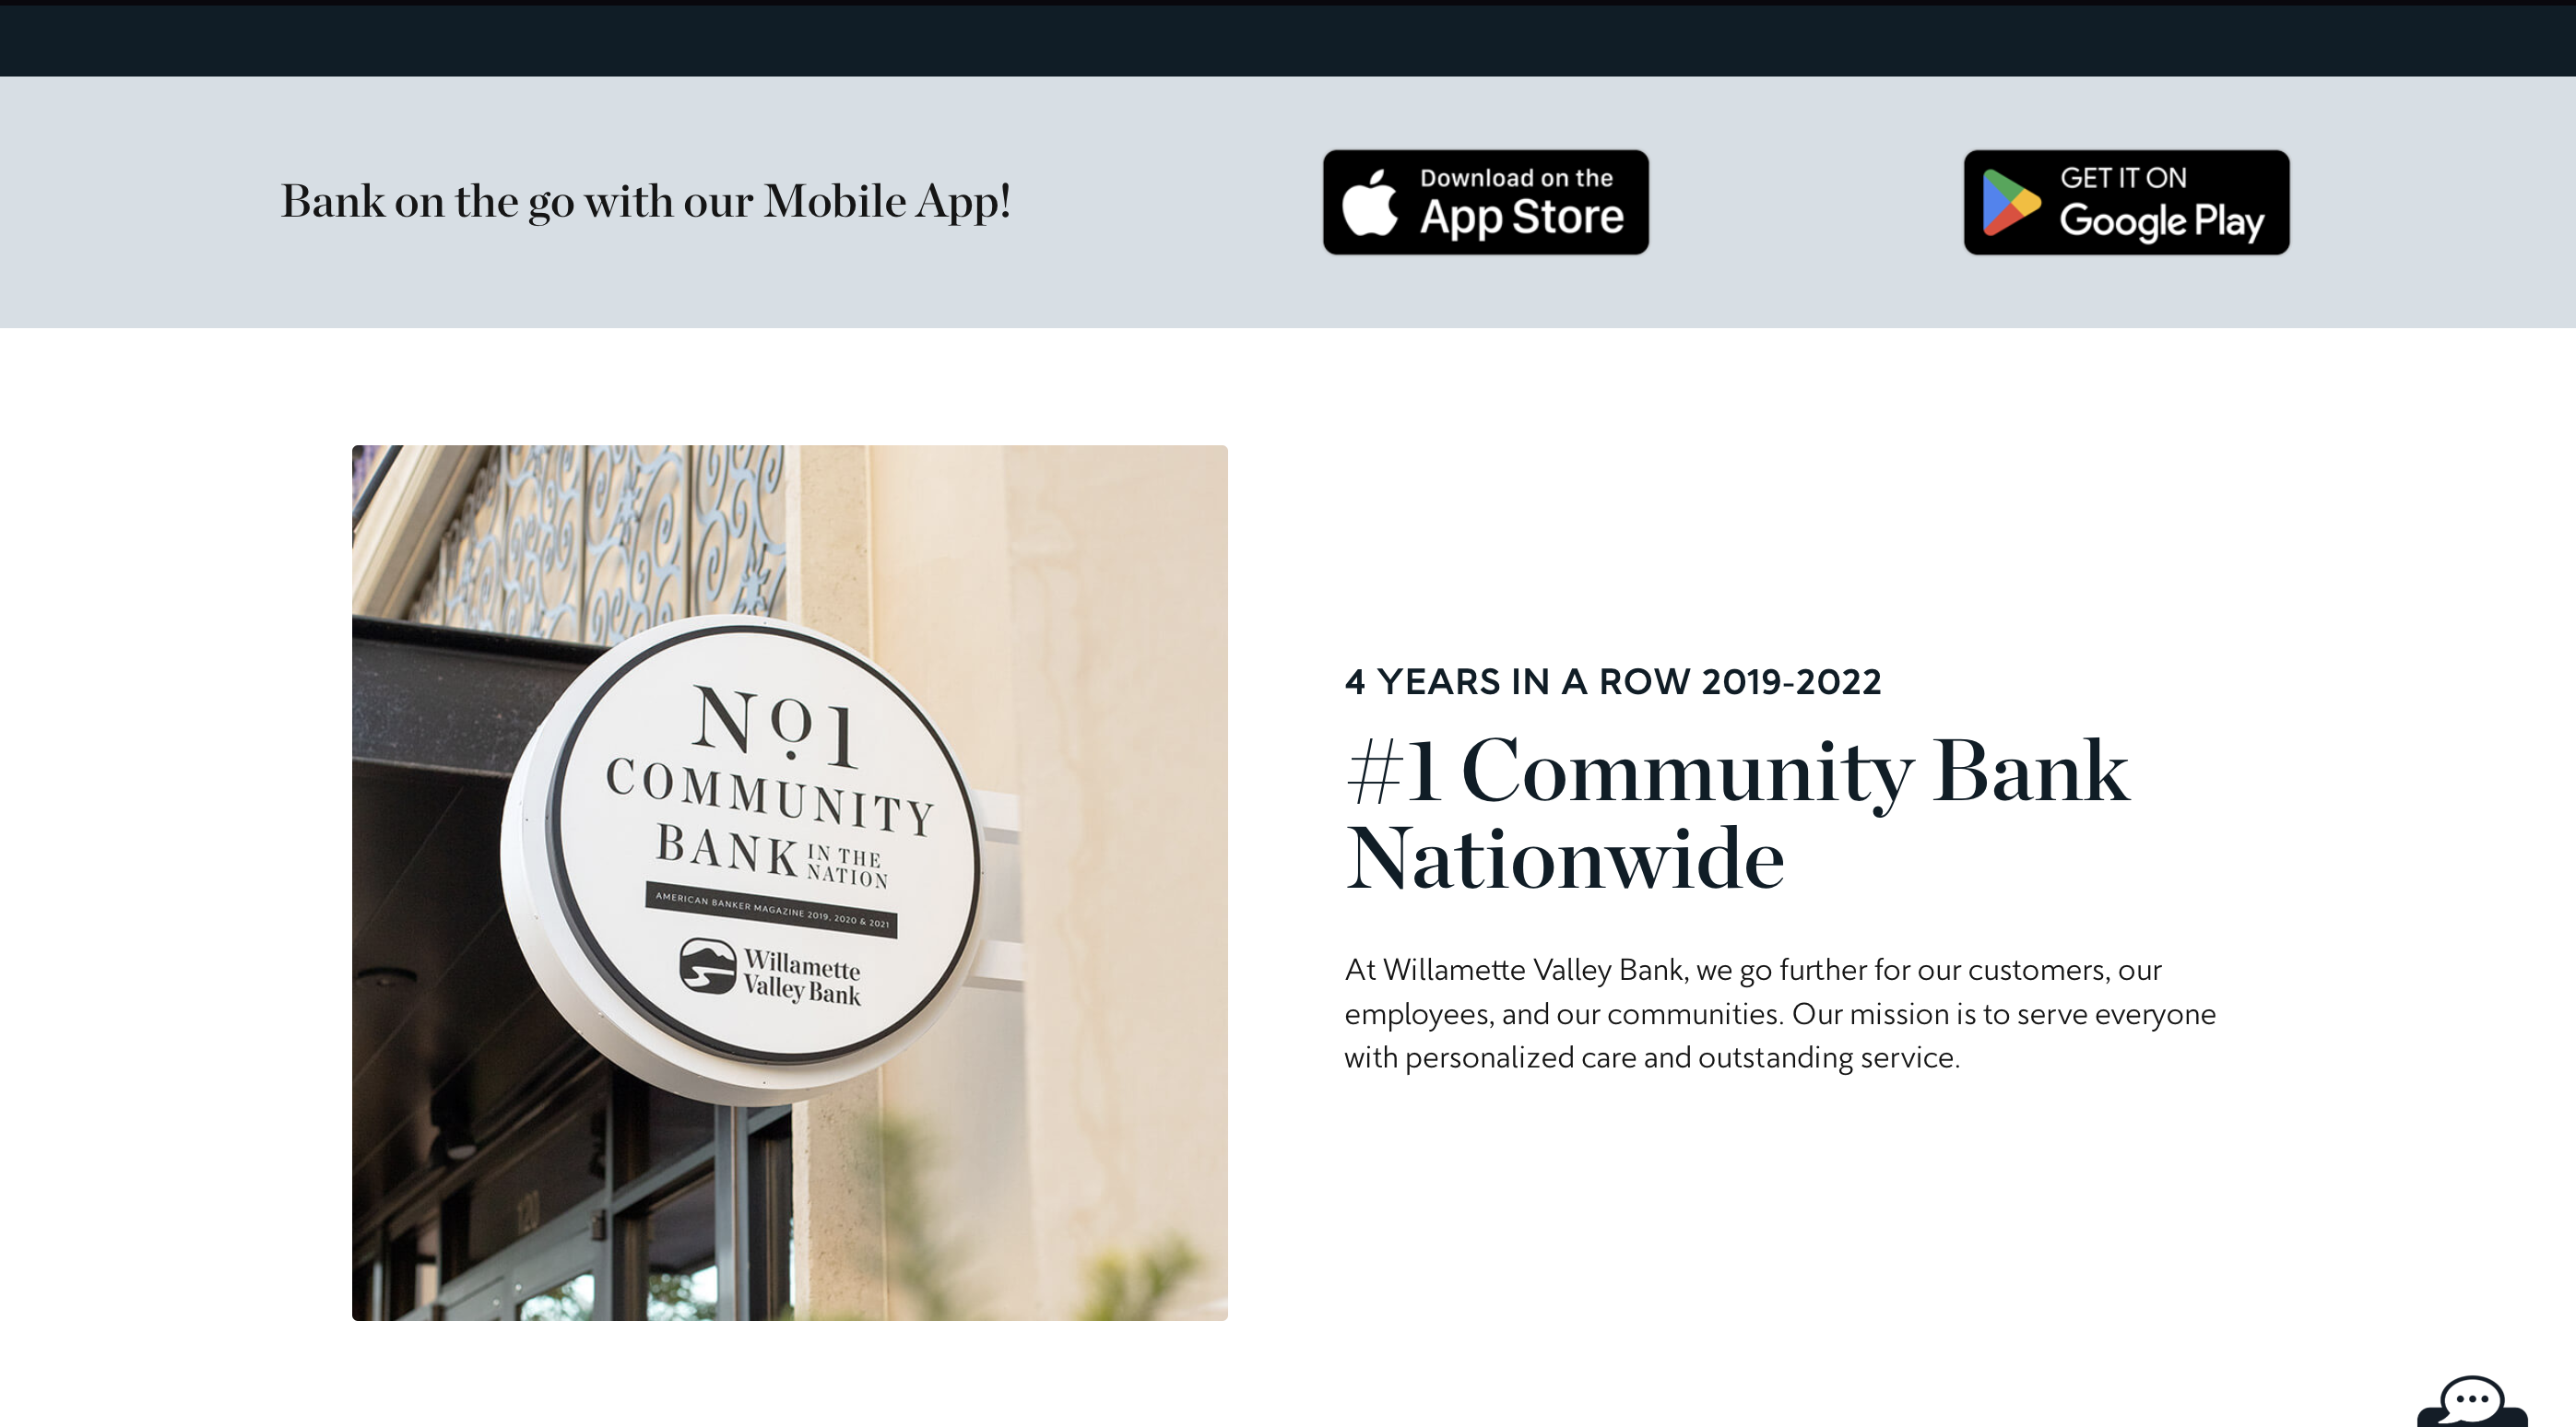 Bank on the go with our Mobile App!
Download on the
App Store
GET IT ON
Google Play
No1
COMMUNITY
BANK IN THE
NATION
AMERICAN BANKER MAGAZINE 2019, 2020 & 2021
Willamette
Valley Bank
120
4 YEARS IN A ROW 2019-2022
#1 Community Bank
Nationwide
At Willamette Valley Bank, we go further for our customers, our
employees, and our communities. Our mission is to serve everyone
with personalized care and outstanding service.